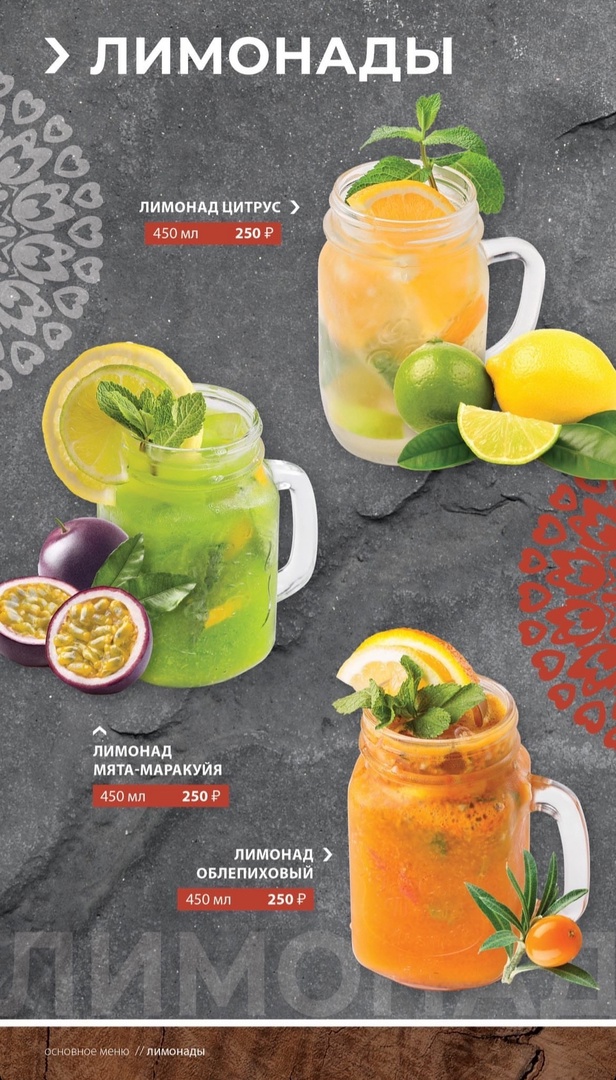 ЛИМОНАДЫ
ЛИМОНАД ЦИТРУС
450 мл 250 ₽
ЛИМОНАД
МЯТА-МАРАКУЙЯ
450 мл 250 ₽
ЛИМОНАД
ОБЛЕПИХОВЫЙ
450 мл 250 ₽
ЛИМОНАД
основное меню // лимонады